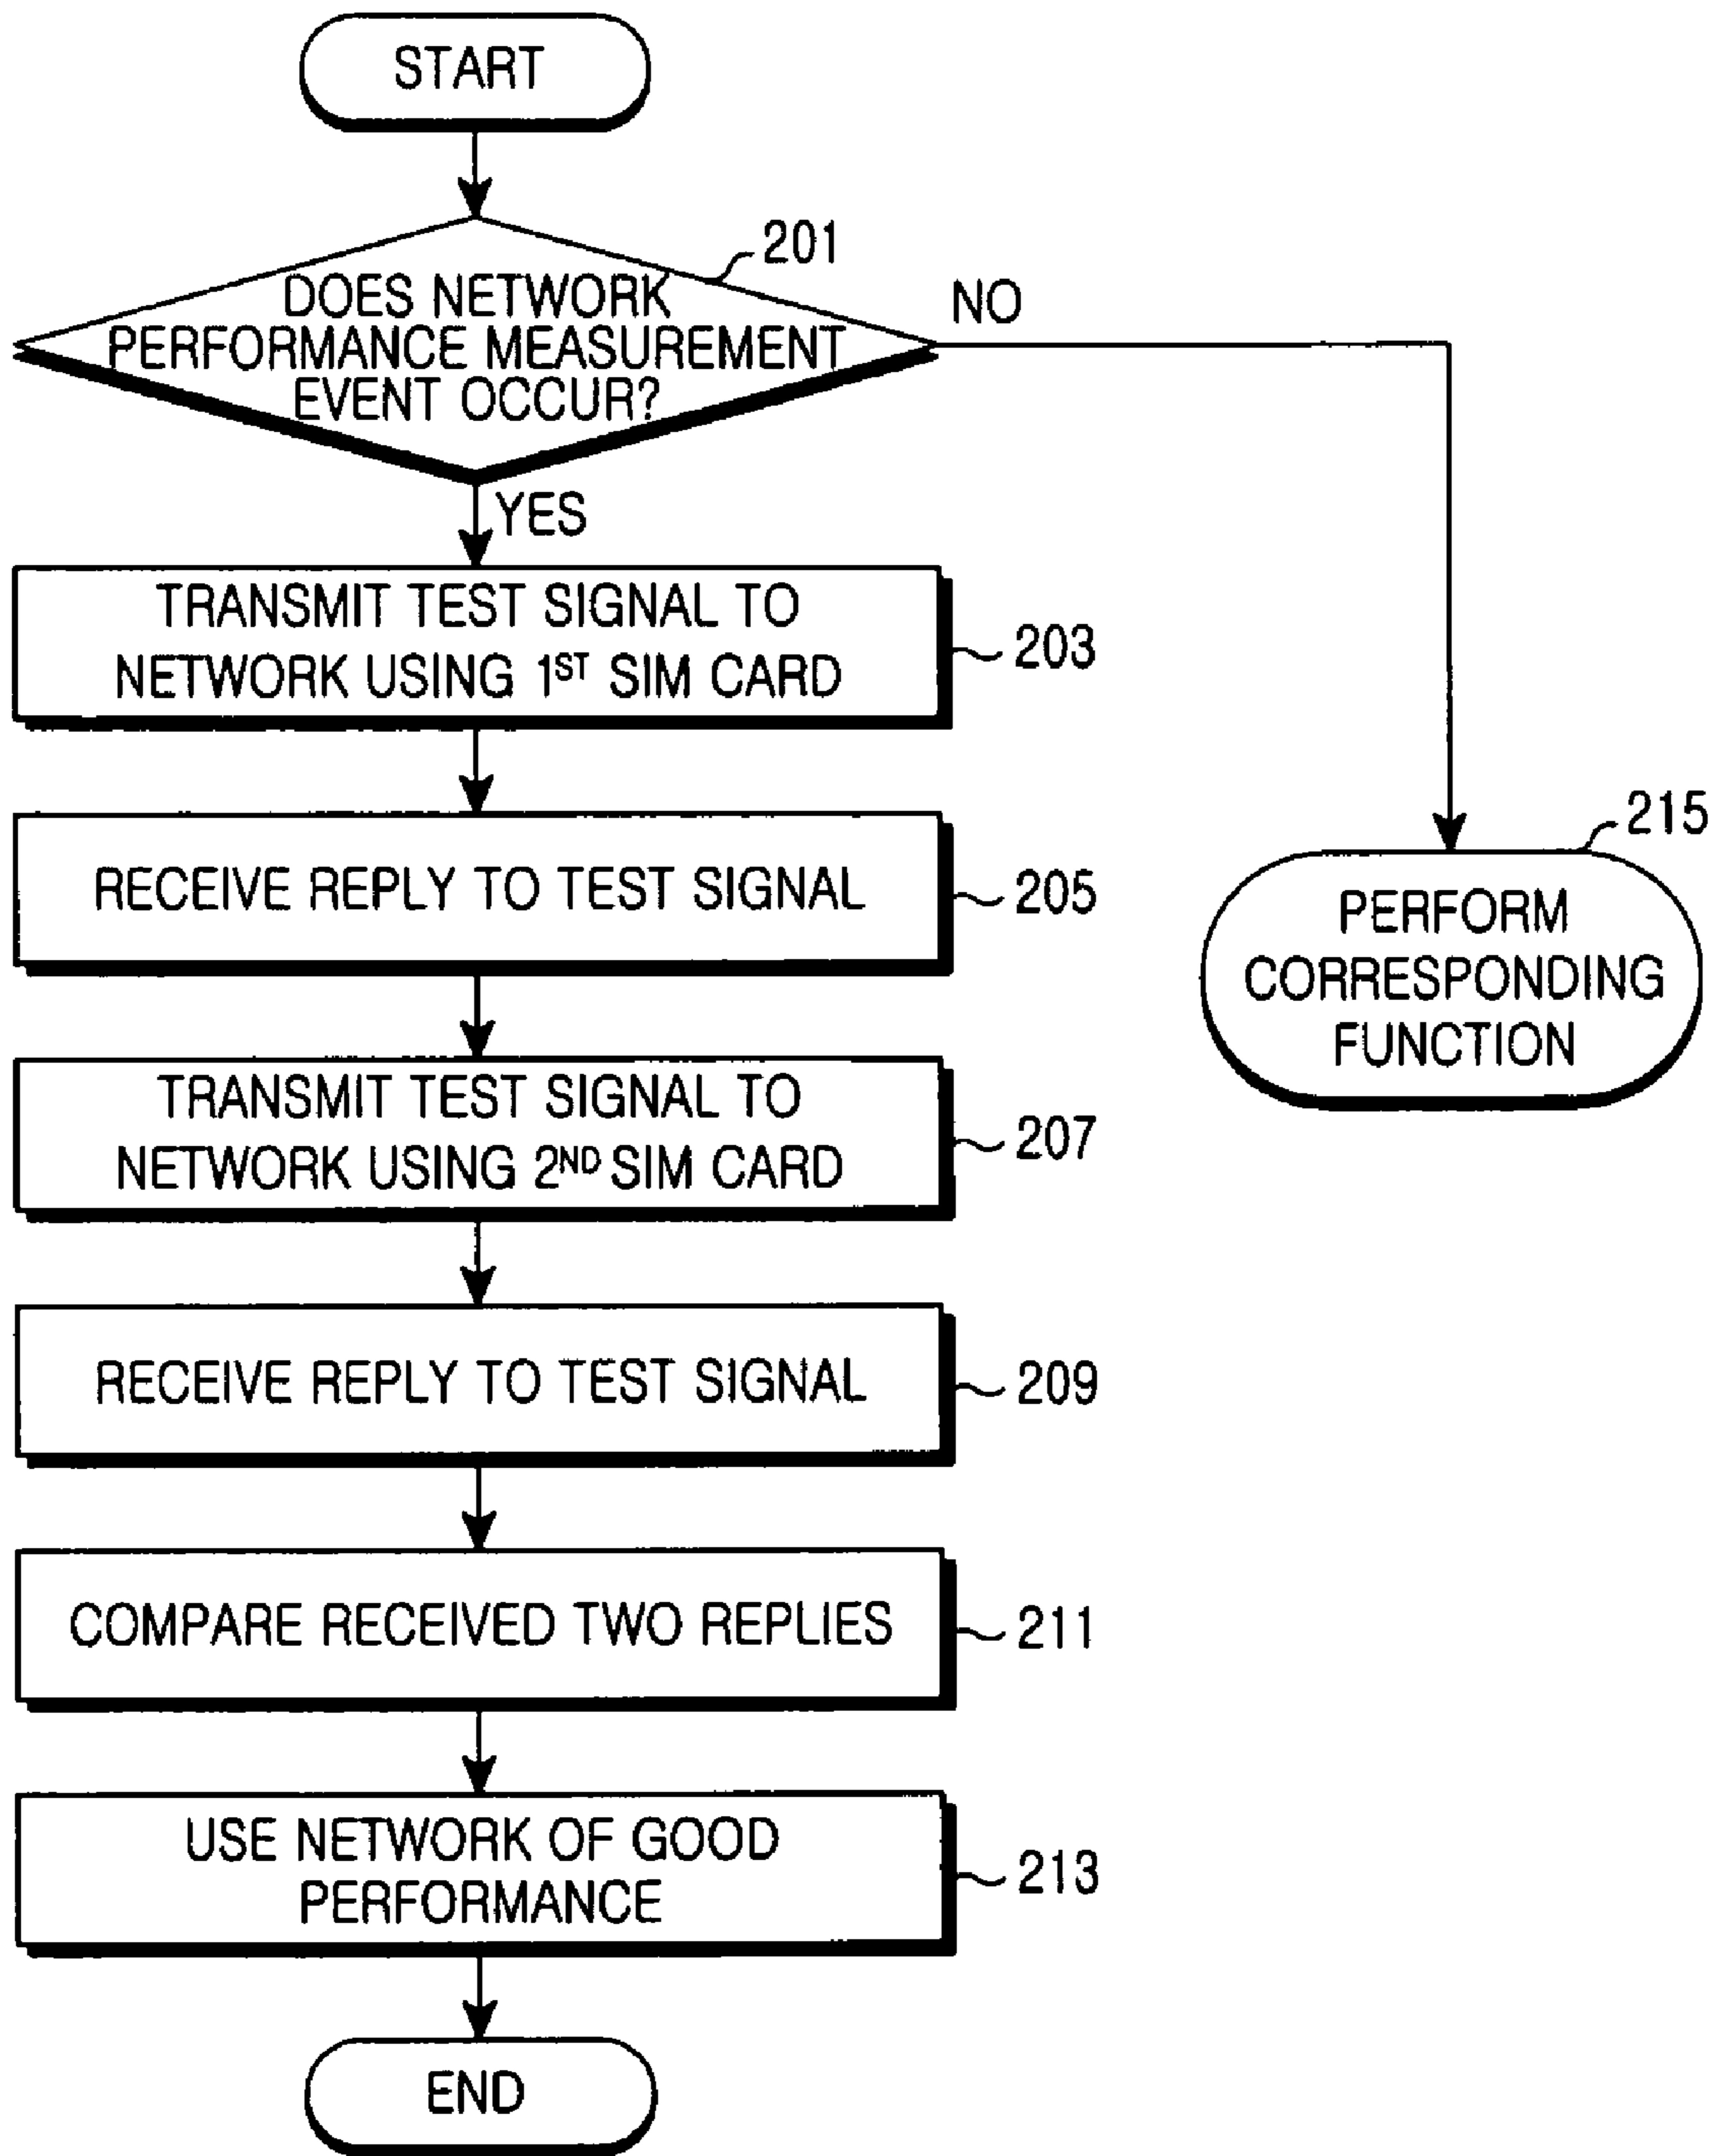 START
201
DOES NETWORK
PERFORMANCE MEASUREMENT
EVENT OCCUR?
NO
YES
TRANSMIT TEST SIGNAL TO
NETWORK USING 1ST SIM CARD
203
RECEIVE REPLY TO TEST SIGNAL
205
215
PERFORM
CORRESPONDING
FUNCTION
TRANSMIT TEST SIGNAL TO
NETWORK USING 2ND SIM CARD
207
RECEIVE REPLY TO TEST SIGNAL
209
COMPARE RECEIVED TWO REPLIES
211
USE NETWORK OF GOOD
PERFORMANCE
213
END